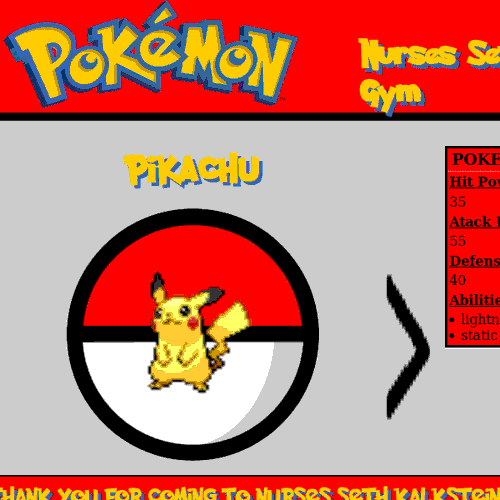 POKéMON
Nurses Se
Gym
PiKACHU
POKE
Hit Pow
35
Atack
55
Defens
40
Abilitie
lightn
static
THANK YOU FOR COMING TO NURSES SETH KALKSTEIN